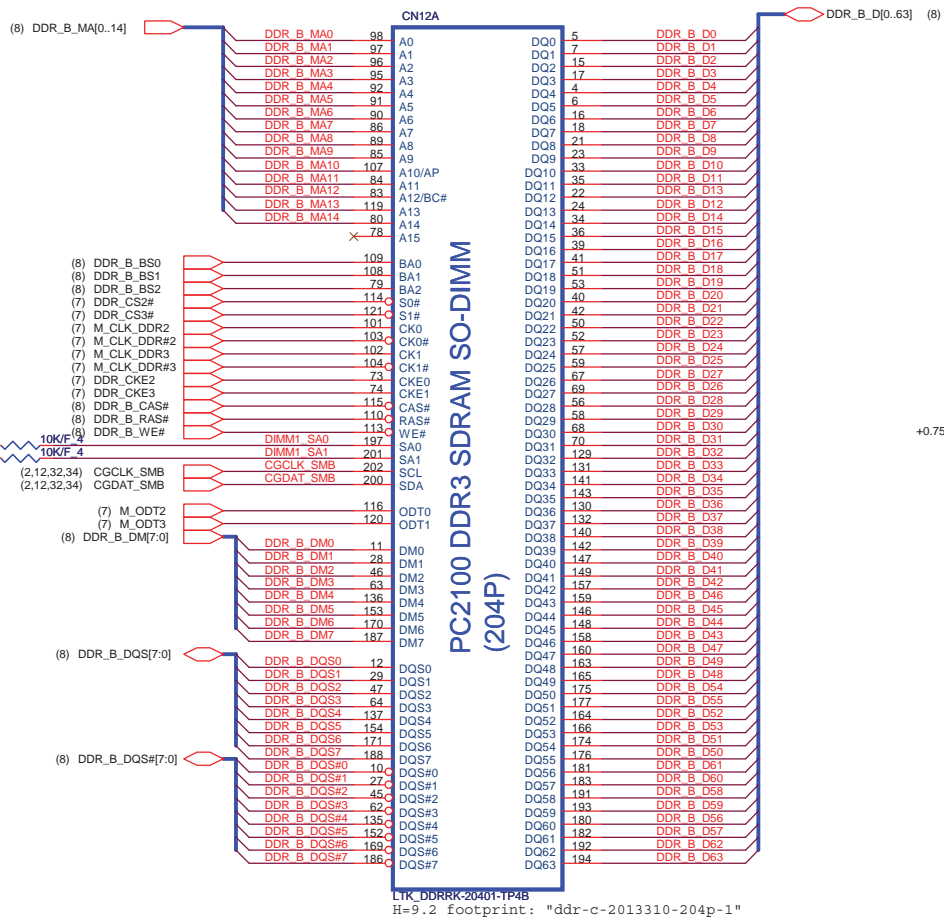 CN12A
(8) DDR_B_MA[0..14]
DDR_B_MA0 98 A0
DDR_B_MA1 97 A1
DDR_B_MA2 96 A2
DDR_B_MA3 95 A3
DDR_B_MA4 92 A4
DDR_B_MA5 91 A5
DDR_B_MA6 90 A6
DDR_B_MA7 86 A7
DDR_B_MA8 89 A8
DDR_B_MA9 85 A9
DDR_B_MA10 107 A10/AP
DDR_B_MA11 84 A11
DDR_B_MA12 83 A12/BC#
DDR_B_MA13 119 A13
DDR_B_MA14 80 A14
78 A15
(8) DDR_B_BS0 109 BA0
(8) DDR_B_BS1 108 BA1
(8) DDR_B_BS2 79 BA2
(7) DDR_CS2# 114 S0#
(7) DDR_CS3# 121 S1#
(7) M_CLK_DDR2 101 CK0
(7) M_CLK_DDR#2 103 CK0#
(7) M_CLK_DDR3 102 CK1
(7) M_CLK_DDR#3 104 CK1#
(7) DDR_CKE2 73 CKE0
(7) DDR_CKE3 74 CKE1
(8) DDR_B_CAS# 115 CAS#
(8) DDR_B_RAS# 110 RAS#
(8) DDR_B_WE# 113 WE#
10K/F_4 DIMM1_SA0 197 SA0
10K/F_4 DIMM1_SA1 201 SA1
(2,12,32,34) CGCLK_SMB CGCLK_SMB 202 SCL
(2,12,32,34) CGDAT_SMB CGDAT_SMB 200 SDA
(7) M_ODT2 116 ODT0
(7) M_ODT3 120 ODT1
(8) DDR_B_DM[7:0]
DDR_B_DM0 11 DM0
DDR_B_DM1 28 DM1
DDR_B_DM2 46 DM2
DDR_B_DM3 63 DM3
DDR_B_DM4 136 DM4
DDR_B_DM5 153 DM5
DDR_B_DM6 170 DM6
DDR_B_DM7 187 DM7
(8) DDR_B_DQS[7:0]
DDR_B_DQS0 12 DQS0
DDR_B_DQS1 29 DQS1
DDR_B_DQS2 47 DQS2
DDR_B_DQS3 64 DQS3
DDR_B_DQS4 137 DQS4
DDR_B_DQS5 154 DQS5
DDR_B_DQS6 171 DQS6
DDR_B_DQS7 188 DQS7
(8) DDR_B_DQS#[7:0]
DDR_B_DQS#0 10 DQS#0
DDR_B_DQS#1 27 DQS#1
DDR_B_DQS#2 45 DQS#2
DDR_B_DQS#3 62 DQS#3
DDR_B_DQS#4 135 DQS#4
DDR_B_DQS#5 152 DQS#5
DDR_B_DQS#6 169 DQS#6
DDR_B_DQS#7 186 DQS#7
PC2100 DDR3 SDRAM SO-DIMM
(204P)
DDR_B_D[0..63] (8)
DQ0 5 DDR_B_D0
DQ1 7 DDR_B_D1
DQ2 15 DDR_B_D2
DQ3 17 DDR_B_D3
DQ4 4 DDR_B_D4
DQ5 6 DDR_B_D5
DQ6 16 DDR_B_D6
DQ7 18 DDR_B_D7
DQ8 21 DDR_B_D8
DQ9 23 DDR_B_D9
DQ10 33 DDR_B_D10
DQ11 35 DDR_B_D11
DQ12 22 DDR_B_D13
DQ13 24 DDR_B_D12
DQ14 34 DDR_B_D14
DQ15 36 DDR_B_D15
DQ16 39 DDR_B_D16
DQ17 41 DDR_B_D17
DQ18 51 DDR_B_D18
DQ19 53 DDR_B_D19
DQ20 40 DDR_B_D20
DQ21 42 DDR_B_D21
DQ22 50 DDR_B_D22
DQ23 52 DDR_B_D23
DQ24 57 DDR_B_D24
DQ25 59 DDR_B_D25
DQ26 67 DDR_B_D27
DQ27 69 DDR_B_D26
DQ28 56 DDR_B_D28
DQ29 58 DDR_B_D29
DQ30 68 DDR_B_D30
DQ31 70 DDR_B_D31
DQ32 129 DDR_B_D32
DQ33 131 DDR_B_D33
DQ34 141 DDR_B_D34
DQ35 143 DDR_B_D35
DQ36 130 DDR_B_D36
DQ37 132 DDR_B_D37
DQ38 140 DDR_B_D38
DQ39 142 DDR_B_D39
DQ40 147 DDR_B_D40
DQ41 149 DDR_B_D41
DQ42 157 DDR_B_D42
DQ43 159 DDR_B_D46
DQ44 146 DDR_B_D45
DQ45 148 DDR_B_D44
DQ46 158 DDR_B_D43
DQ47 160 DDR_B_D47
DQ48 163 DDR_B_D49
DQ49 165 DDR_B_D48
DQ50 175 DDR_B_D54
DQ51 177 DDR_B_D55
DQ52 164 DDR_B_D52
DQ53 166 DDR_B_D53
DQ54 174 DDR_B_D51
DQ55 176 DDR_B_D50
DQ56 181 DDR_B_D61
DQ57 183 DDR_B_D60
DQ58 191 DDR_B_D58
DQ59 193 DDR_B_D59
DQ60 180 DDR_B_D56
DQ61 182 DDR_B_D57
DQ62 192 DDR_B_D62
DQ63 194 DDR_B_D63
+0.75
LTK_DDRRK-20401-TP4B
H=9.2 footprint: "ddr-c-2013310-204p-1"